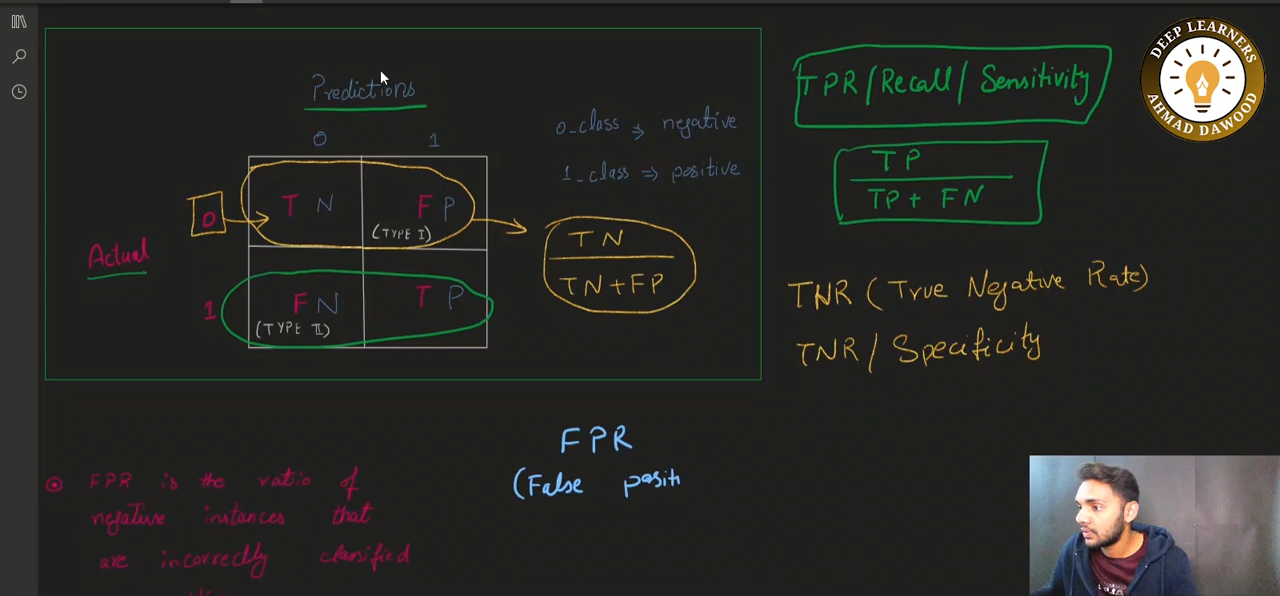 Predictions
0 1
0_class ⇒ negative
1_class ⇒ positive
0 TN FP
(TYPE I)
Actual
1 FN TP
(TYPE II)
TN
TN+FP
TPR/Recall/Sensitivity
TP
TP+ FN
TNR (True Negative Rate)
TNR/Specificity
DEEP LEARNERS
AHMAD DAWOOD
FPR
(False positi
FPR is the ratio of
negative instances that
are incorrectly classified